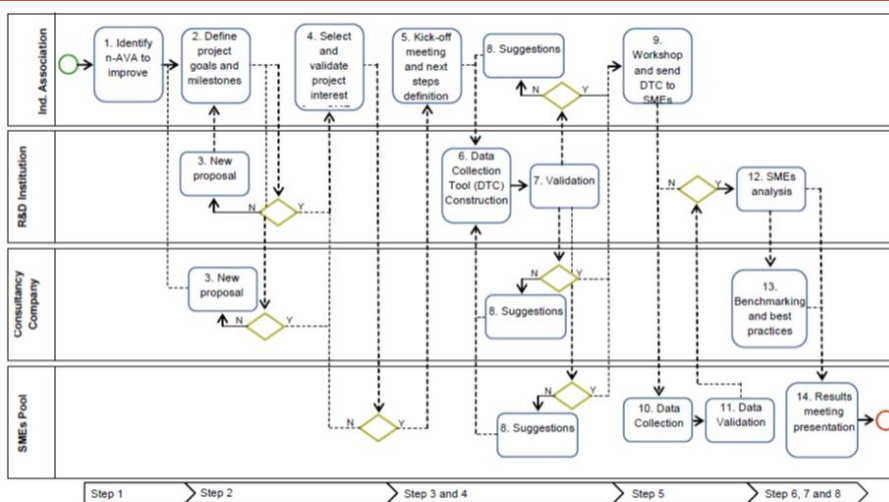 Ind. Association
1. Identify
n-AVA to
improve
2. Define
project
goals and
milestones
4. Select
and
validate
project
interest
5. Kick-off
meeting
and next
steps
definition
8. Suggestions
N
Y
9.
Workshop
and send
DTC to
SMEs
R&D Institution
3. New
proposal
N
Y
6. Data
Collection
Tool (DTC)
Construction
7. Validation
N
Y
12. SMEs
analysis
Consultancy
Company
3. New
proposal
N
Y
N
Y
8. Suggestions
13.
Benchmarking
and best
practices
SMEs Pool
N
Y
N
Y
8. Suggestions
10. Data
Collection
11. Data
Validation
14. Results
meeting
presentation
Step 1
Step 2
Step 3 and 4
Step 5
Step 6, 7 and 8